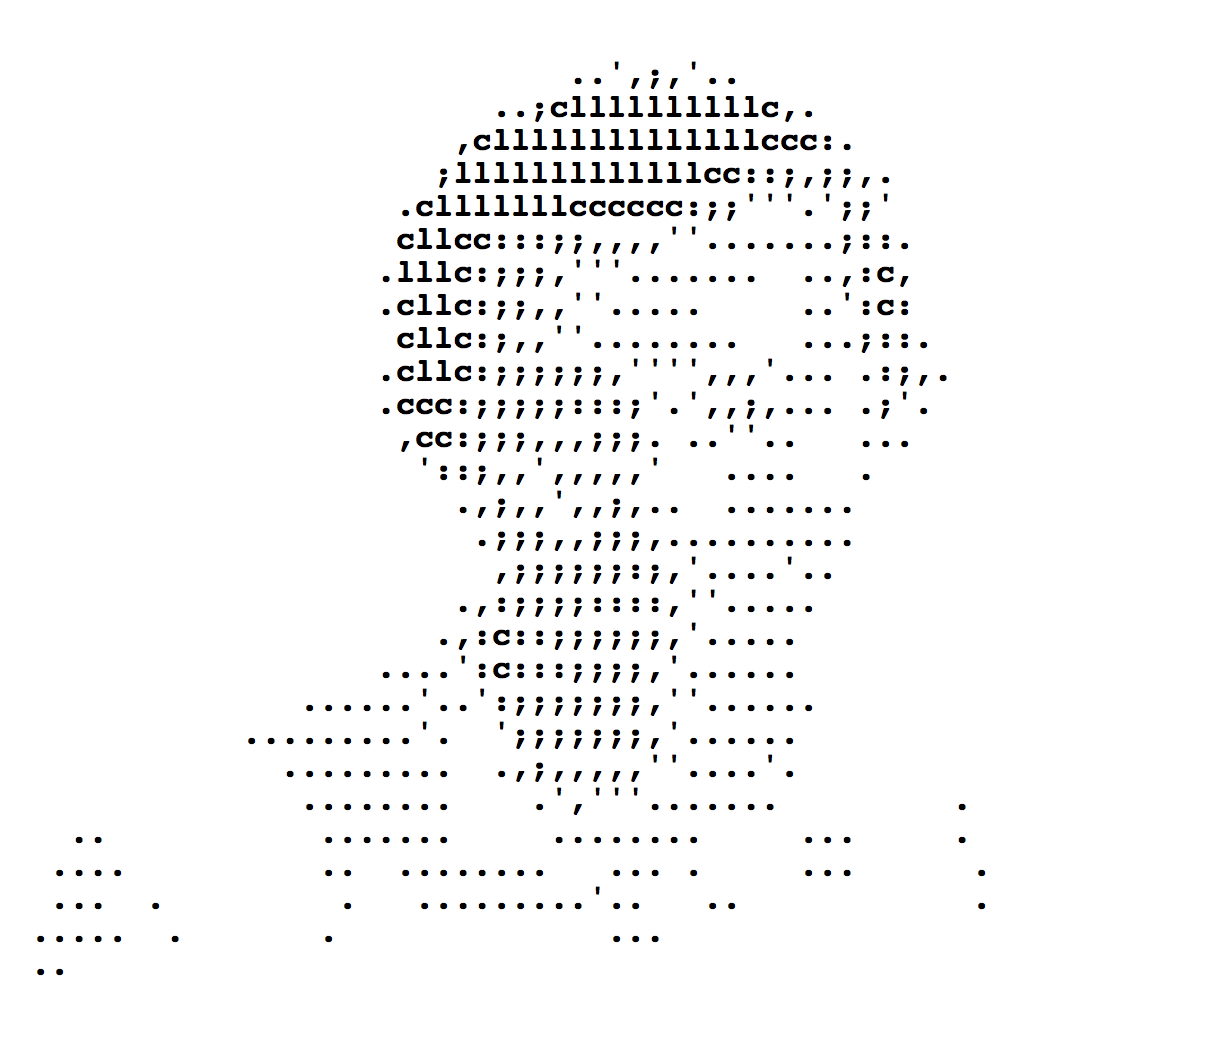 ..',;,'..
                        ..;cllllllllllc,.
                      ,cllllllllllllllccc:.
                     ;lllllllllllllcc::;,;;,.
                   .clllllllcccccc:;;'''.';;'
                   cllcc:::;;,,,,''.......;::.
                  .lllc:;;;,'''.......  ..,:c,
                  .cllc:;;,,''.....     ..':c:
                   cllc:;,,''........   ...;::.
                  .cllc:;;;;;;,'''',,,'... .:;,.
                  .ccc:;;;;;:::;'.',,;,... .;'.
                   ,cc:;;;,,,;;;. ..''..   ...
                    '::;,,',,,,,'   ....   .
                      .,;,,',,;,..  .......
                       .;;;,,;;;,..........
                        ,;;;;;;:;,'....'..
                      .,:;;;;::::,''.....
                     .,:c::;;;;;;,'.....
                  ....':c:::;;;;,'......
              ......'..':;;;;;;;,''......
           .........'.  ';;;;;;;,'......
             .........  .,;,,,,,''....'.
              ........    .','''.......         .
  ..           .......     ........     ...     .
 ....          ..  ........   ... .     ...      .
 ...  .         .   .........'..   ..            .
.....  .       .              ...
..